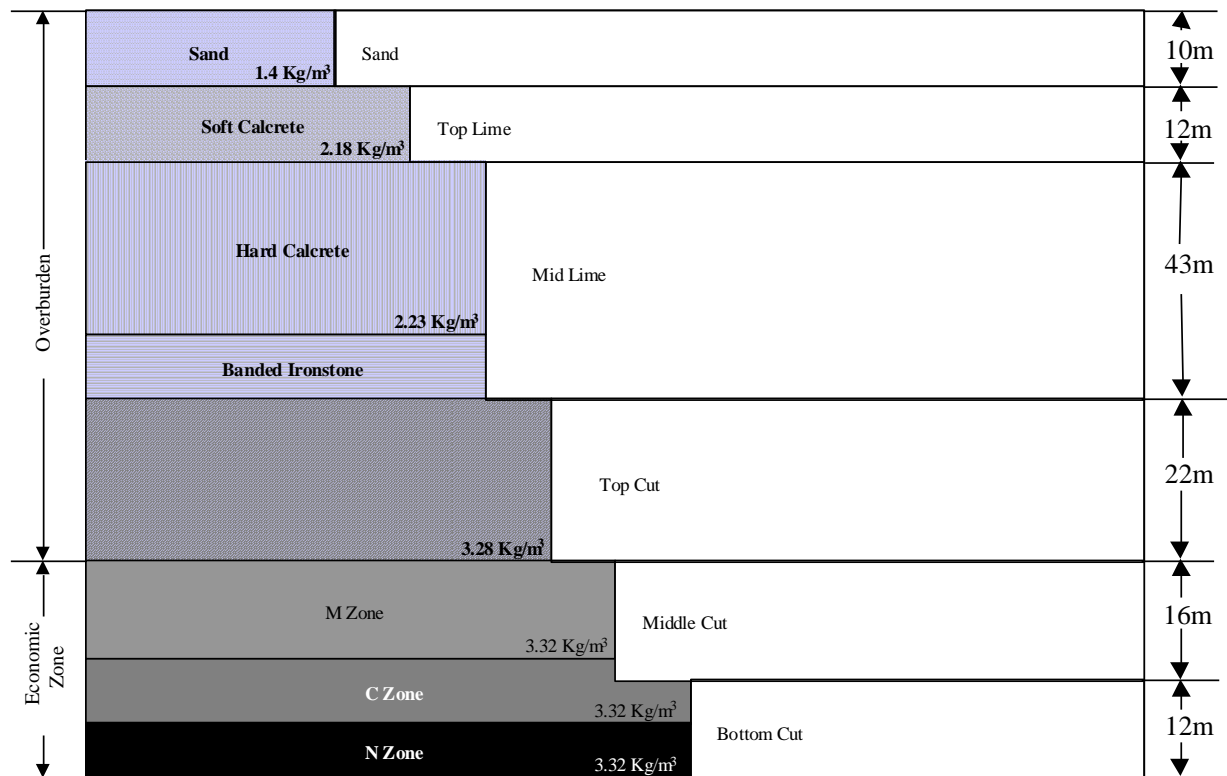 Sand
1.4 Kg/m³
Sand
10m
Soft Calcrete
2.18 Kg/m³
Top Lime
12m
Overburden
Hard Calcrete
2.23 Kg/m³
Mid Lime
43m
Banded Ironstone
Top Cut
22m
3.28 Kg/m³
Economic
Zone
M Zone
3.32 Kg/m³
Middle Cut
16m
C Zone
3.32 Kg/m³
Bottom Cut
12m
N Zone
3.32 Kg/m³